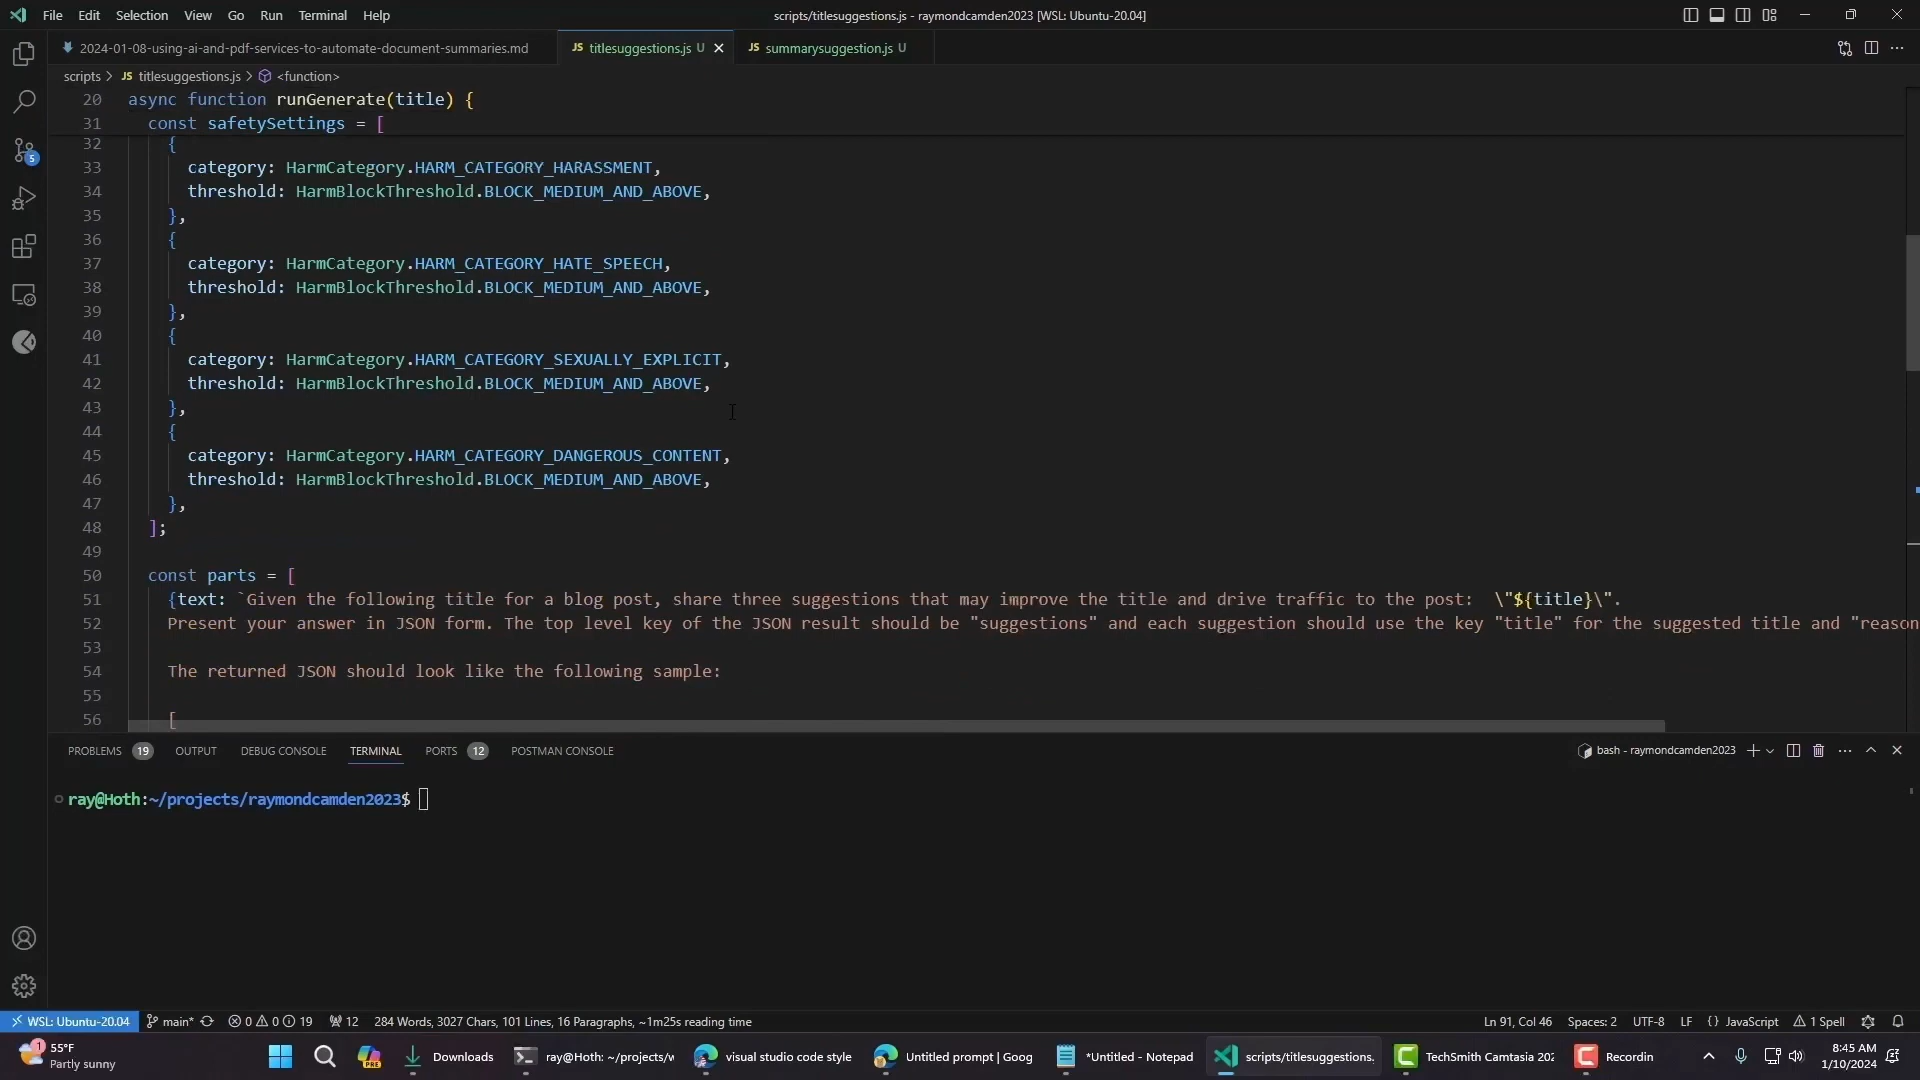 File Edit Selection View Go Run Terminal Help scripts/titlesuggestions.js - raymondcamden2023 [WSL: Ubuntu-20.04]
2024-01-08-using-ai-and-pdf-services-to-automate-document-summaries.md JS titlesuggestions.js U JS summarysuggestion.js U
scripts > JS titlesuggestions.js > <function>
20 async function runGenerate(title) {
31 const safetySettings = [
32 {
33 category: HarmCategory.HARM_CATEGORY_HARASSMENT,
34 threshold: HarmBlockThreshold.BLOCK_MEDIUM_AND_ABOVE,
35 },
36 {
37 category: HarmCategory.HARM_CATEGORY_HATE_SPEECH,
38 threshold: HarmBlockThreshold.BLOCK_MEDIUM_AND_ABOVE,
39 },
40 {
41 category: HarmCategory.HARM_CATEGORY_SEXUALLY_EXPLICIT,
42 threshold: HarmBlockThreshold.BLOCK_MEDIUM_AND_ABOVE,
43 },
44 {
45 category: HarmCategory.HARM_CATEGORY_DANGEROUS_CONTENT,
46 threshold: HarmBlockThreshold.BLOCK_MEDIUM_AND_ABOVE,
47 },
48 ];
49
50 const parts = [
51 {text: `Given the following title for a blog post, share three suggestions that may improve the title and drive traffic to the post: \"${title}\".
52 Present your answer in JSON form. The top level key of the JSON result should be "suggestions" and each suggestion should use the key "title" for the suggested title and "reason
53
54 The returned JSON should look like the following sample:
55
56 [
PROBLEMS 19 OUTPUT DEBUG CONSOLE TERMINAL PORTS 12 POSTMAN CONSOLE bash - raymondcamden2023
ray@Hoth:~/projects/raymondcamden2023$
WSL: Ubuntu-20.04 main* 0 0 19 12 284 Words, 3027 Chars, 101 Lines, 16 Paragraphs, ~1m25s reading time Ln 91, Col 46 Spaces: 2 UTF-8 LF {} JavaScript 1 Spell
5
1 55°F
Partly sunny
PRE Downloads ray@Hoth: ~/projects/w visual studio code style Untitled prompt | Goog *Untitled - Notepad scripts/titlesuggestions. TechSmith Camtasia 202 Recordin
8:45 AM
1/10/2024